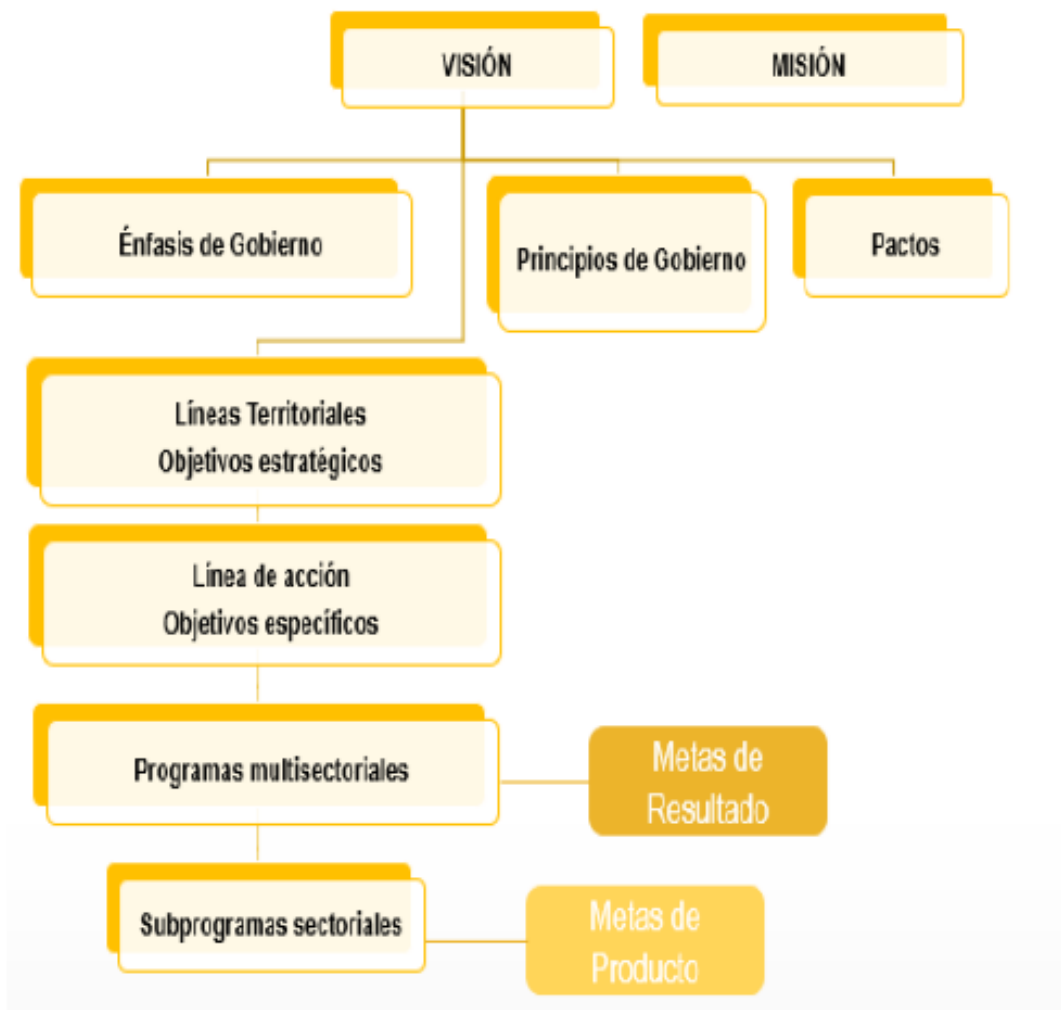 VISIÓN
MISIÓN
Énfasis de Gobierno
Principios de Gobierno
Pactos
Líneas Territoriales
Objetivos estratégicos
Línea de acción
Objetivos específicos
Programas multisectoriales
Metas de
Resultado
Subprogramas sectoriales
Metas de
Producto